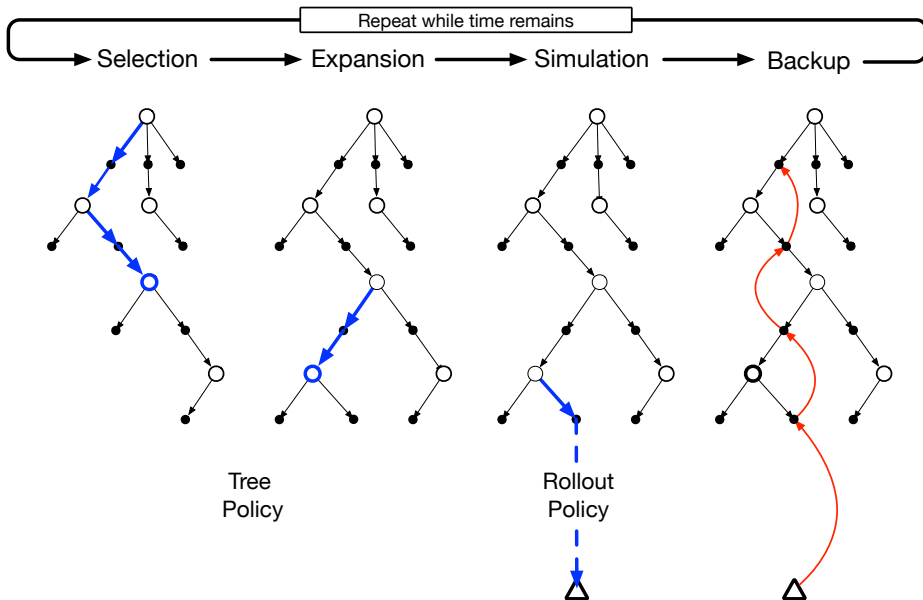 Repeat while time remains
Selection
Expansion
Simulation
Backup
Tree
Policy
Rollout
Policy